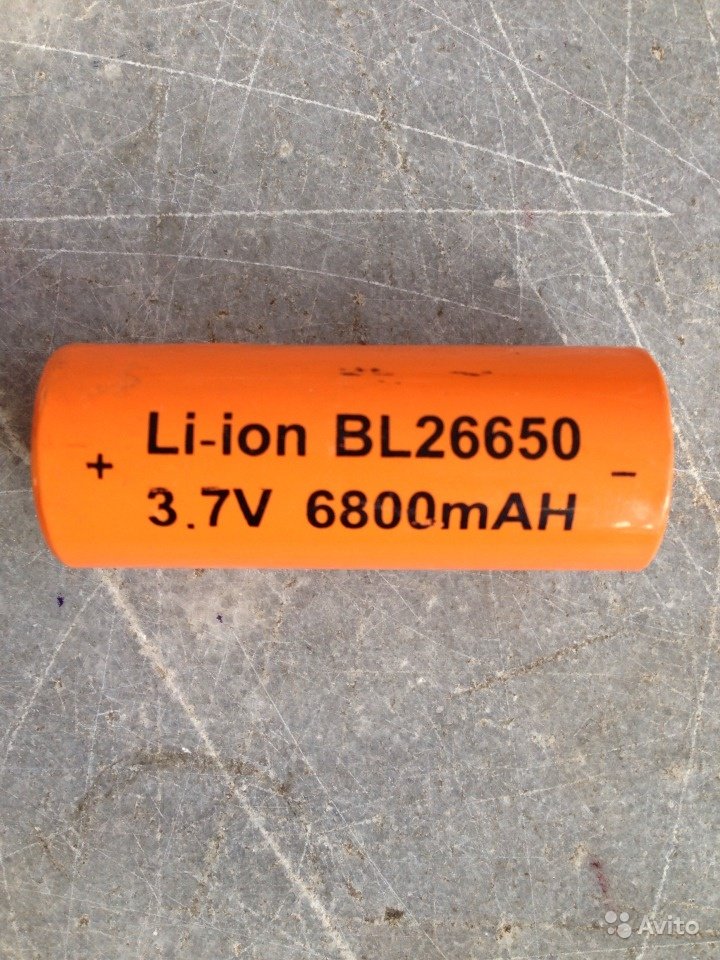 Li-ion BL26650
+ -
3.7V 6800mAH
Avito